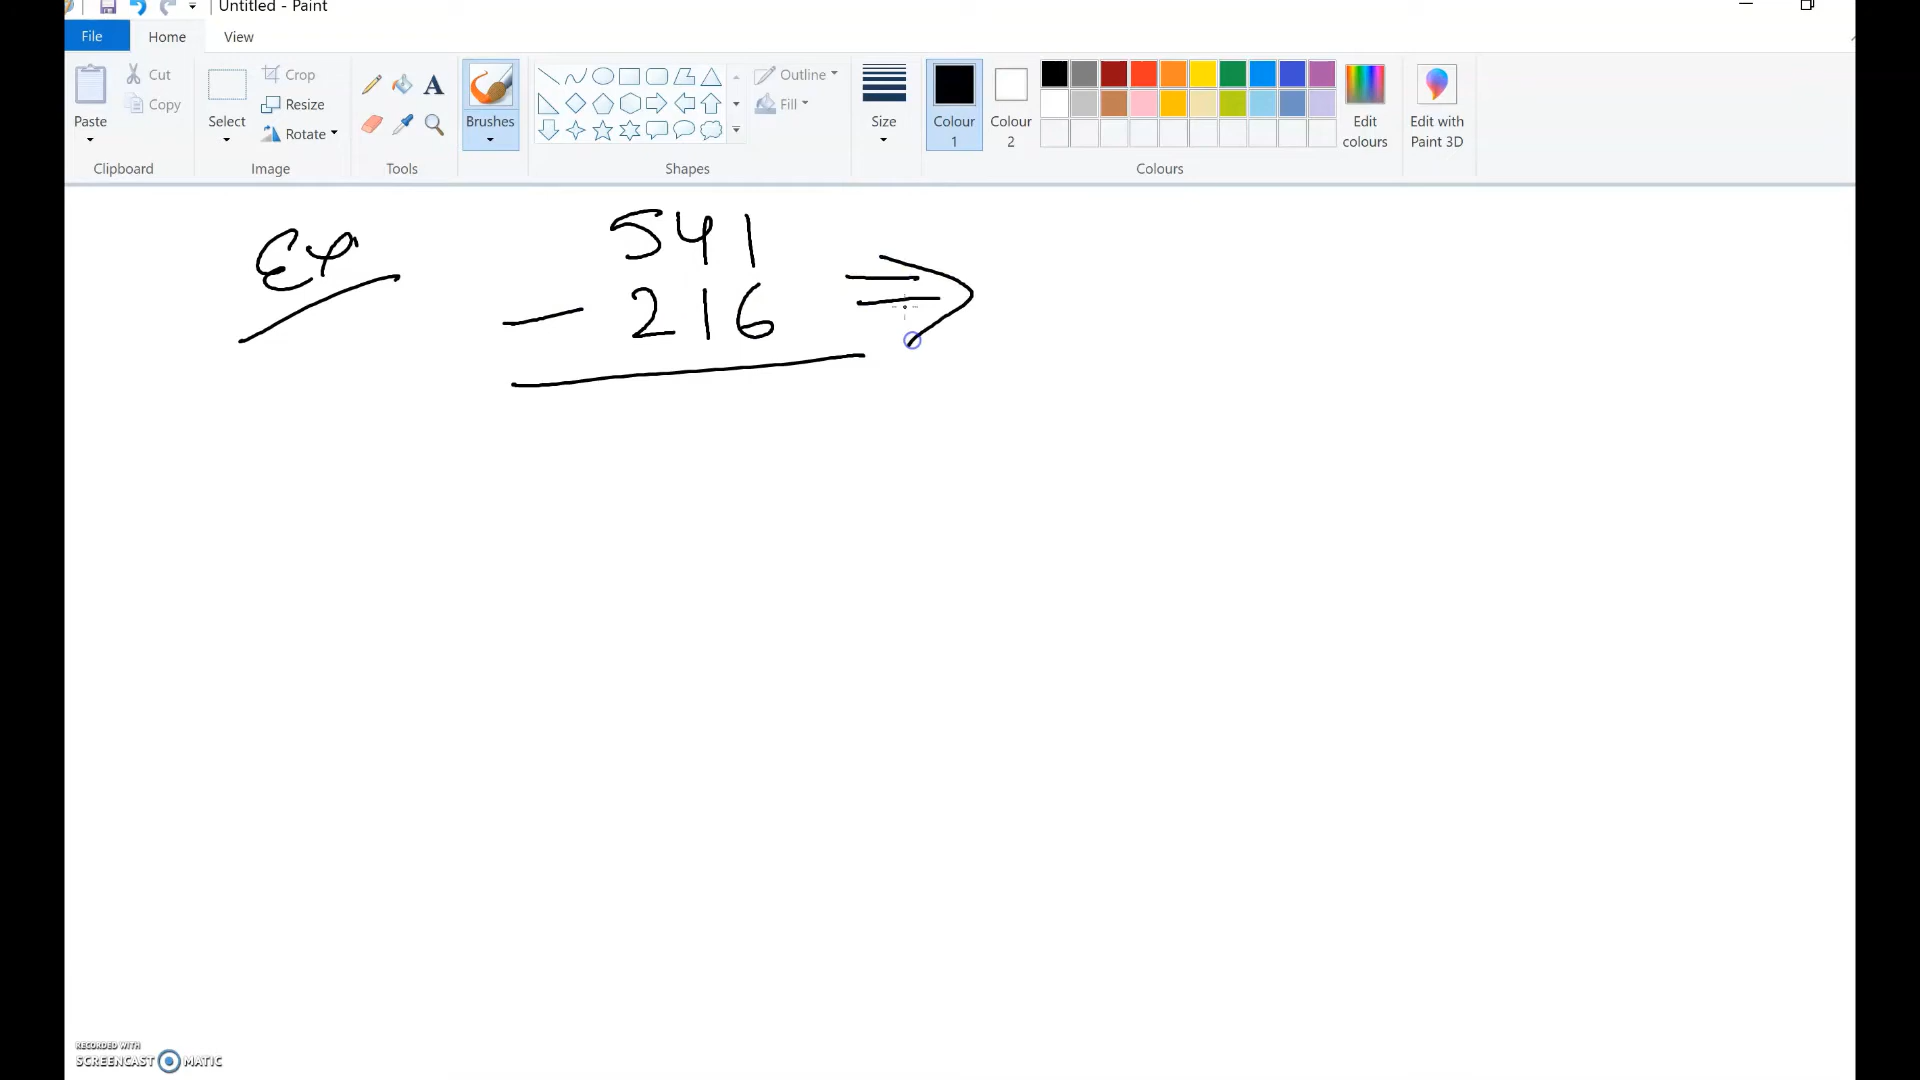 Untitled - Paint
File Home View
Paste Cut Copy Clipboard
Select Crop Resize Rotate Image
Tools
Brushes
Shapes
Outline Fill
Size
Colour 1
Colour 2
Edit colours
Colours
Edit with Paint 3D
Ex 541
- 216
RECORDED WITH
SCREENCAST MATIC